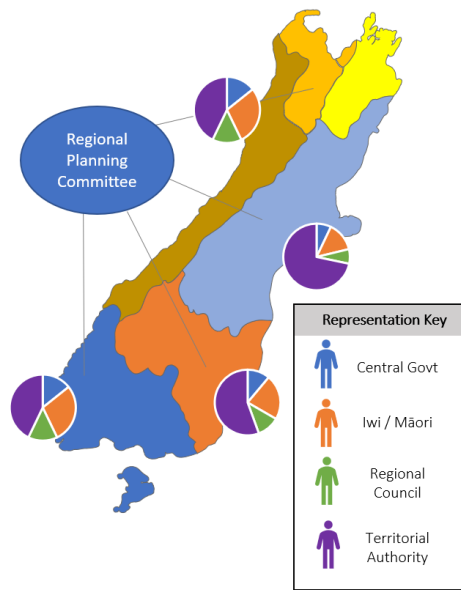 Regional
Planning
Committee
Representation Key
Central Govt
Iwi / Māori
Regional
Council
Territorial
Authority